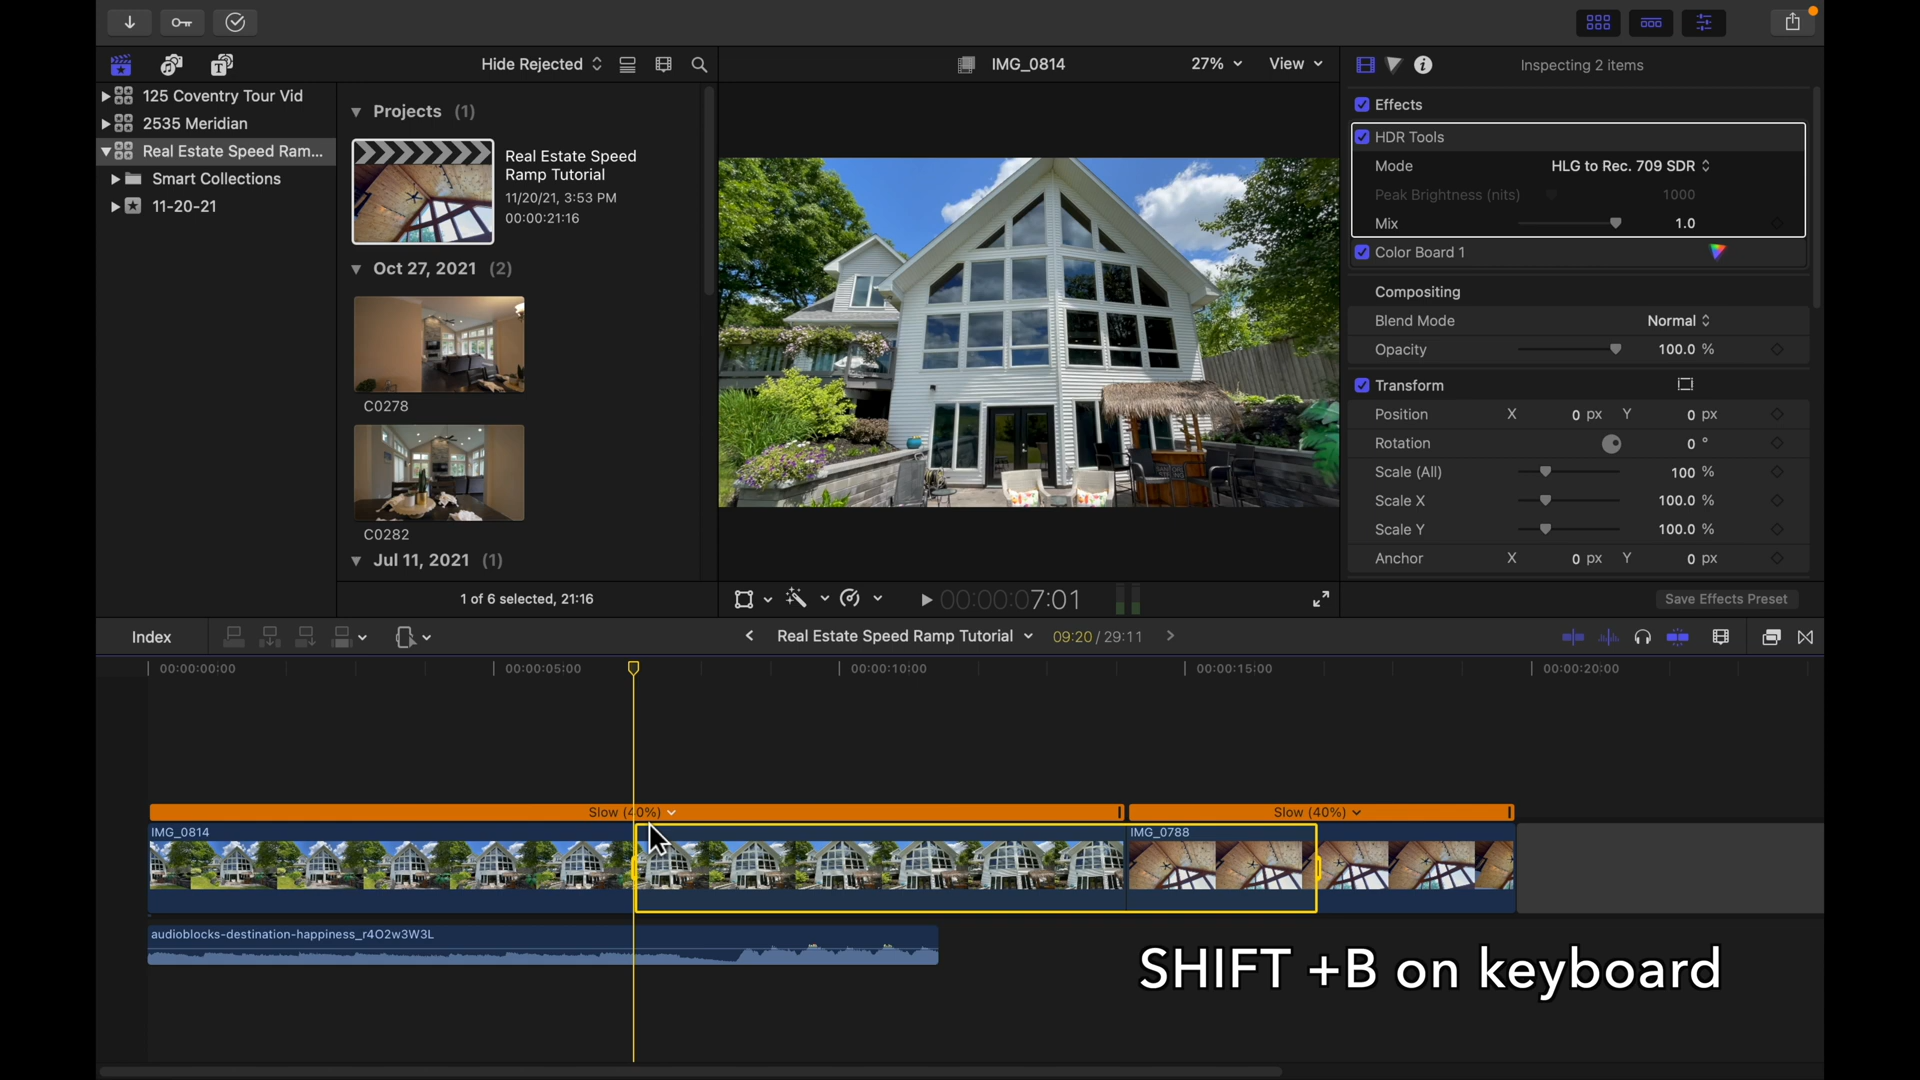 Hide Rejected
IMG_0814
27%
View
Inspecting 2 items
125 Coventry Tour Vid
2535 Meridian
Real Estate Speed Ram...
Smart Collections
11-20-21
Projects (1)
Real Estate Speed
Ramp Tutorial
11/20/21, 3:53 PM
00:00:21:16
Oct 27, 2021 (2)
C0278
C0282
Jul 11, 2021 (1)
1 of 6 selected, 21:16
00:00:07:01
Effects
HDR Tools
Mode HLG to Rec. 709 SDR
Peak Brightness (nits) 1000
Mix 1.0
Color Board 1
Compositing
Blend Mode Normal
Opacity 100.0 %
Transform
Position X 0 px Y 0 px
Rotation 0 °
Scale (All) 100 %
Scale X 100.0 %
Scale Y 100.0 %
Anchor X 0 px Y 0 px
Save Effects Preset
Index
Real Estate Speed Ramp Tutorial
09:20 / 29:11
00:00:00:00
00:00:05:00
00:00:10:00
00:00:15:00
00:00:20:00
Slow (40%)
Slow (40%)
IMG_0814
IMG_0788
audioblocks-destination-happiness_r4O2w3W3L
SHIFT +B on keyboard